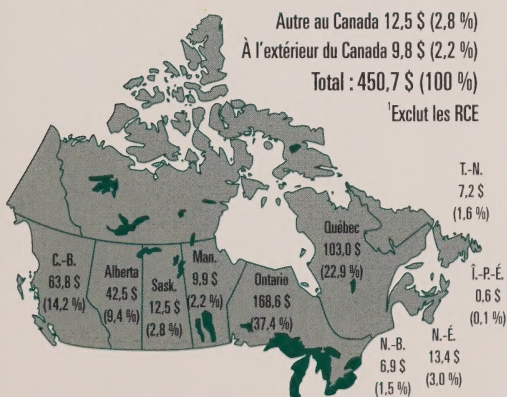 Autre au Canada 12,5 $ (2,8 %)
À l'extérieur du Canada 9,8 $ (2,2 %)
Total : 450,7 $ (100 %)
¹Exclut les RCE
T.-N.
7,2 $
(1,6 %)
Québec
103,0 $
(22,9 %)
C.-B.
63,8 $
(14,2 %)
Alberta
42,5 $
(9,4 %)
Sask.
12,5 $
(2,8 %)
Man.
9,9 $
(2,2 %)
Ontario
168,6 $
(37,4 %)
Î.-P.-É.
0,6 $
(0,1 %)
N.-B.
6,9 $
(1,5 %)
N.-É.
13,4 $
(3,0 %)